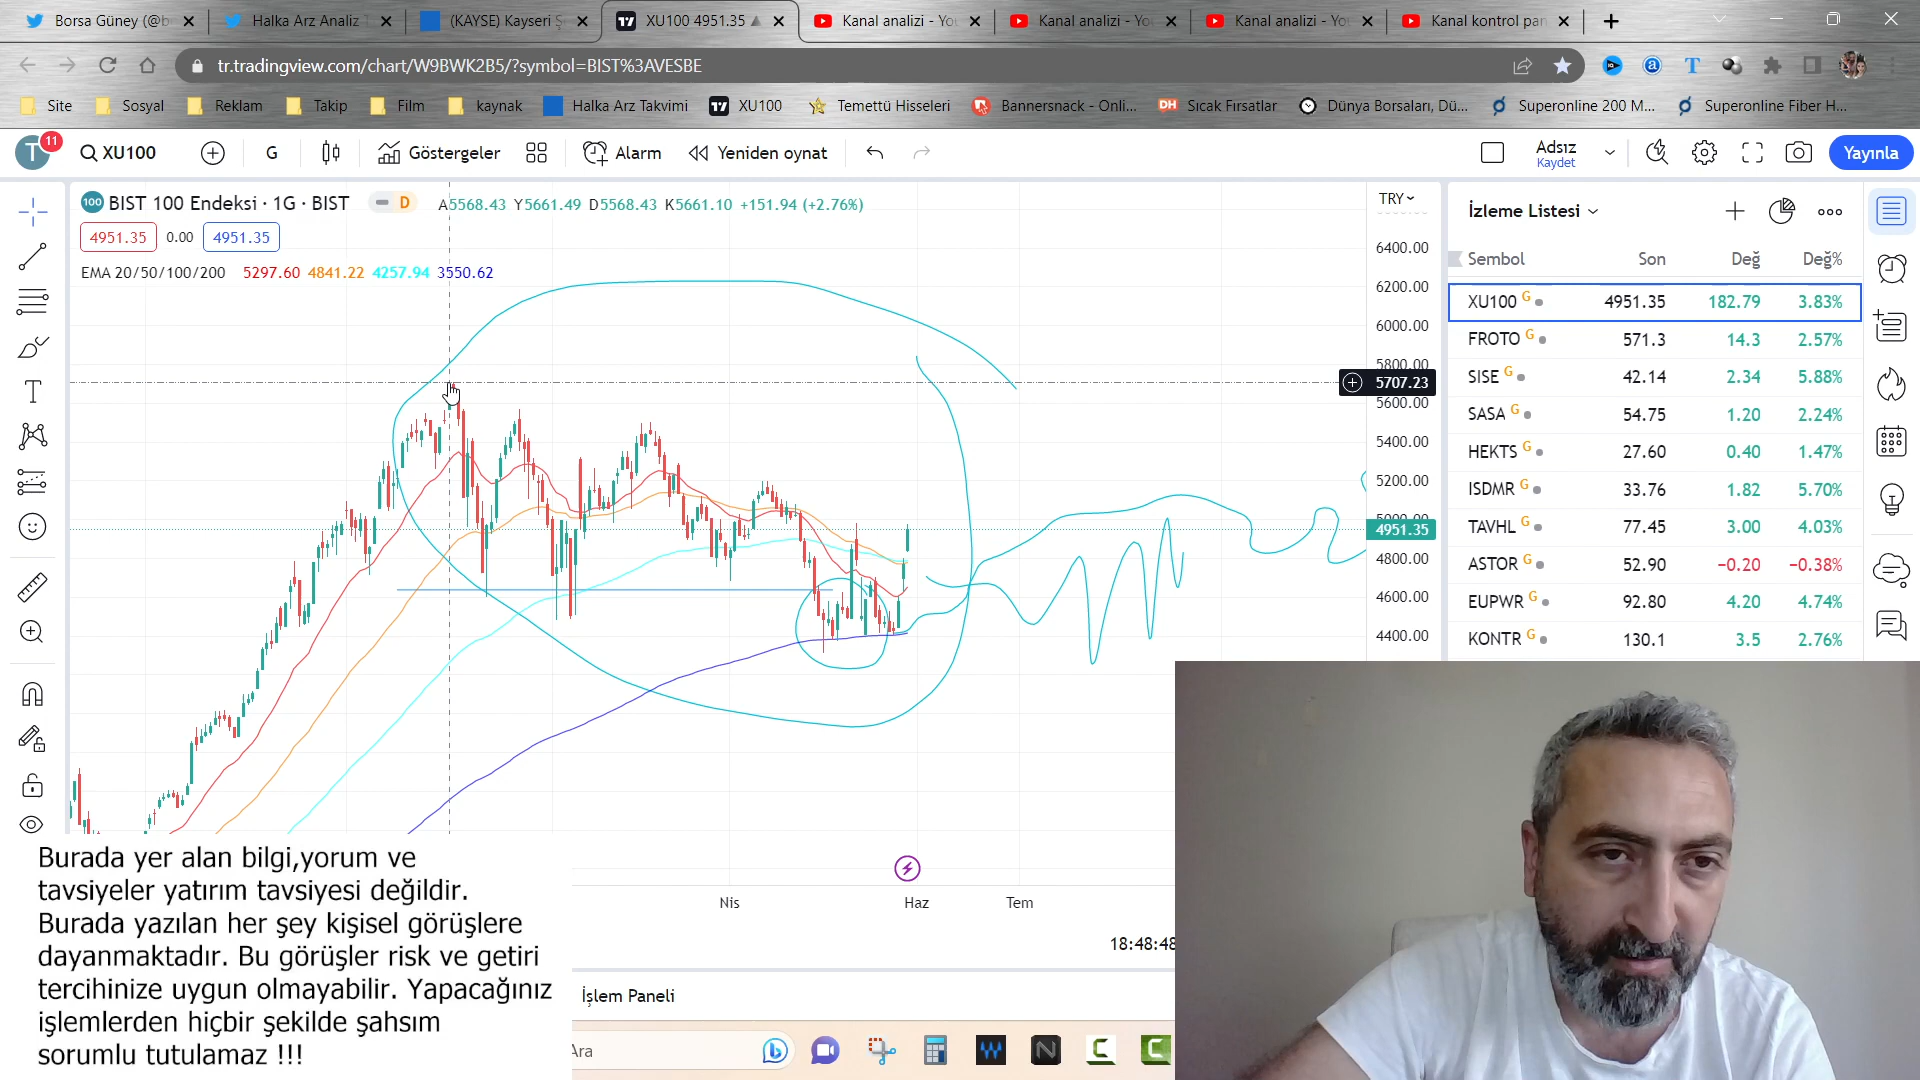 Borsa Güney (@b
Halka Arz Analiz T
(KAYSE) Kayseri Ş
XU100 4951.35
Kanal analizi - You
Kanal analizi - Yo
Kanal analizi - Yo
Kanal kontrol pan
tr.tradingview.com/chart/W9BWK2B5/?symbol=BIST%3AVESBE
Site
Sosyal
Reklam
Takip
Film
kaynak
Halka Arz Takvimi
XU100
Temettü Hisseleri
Bannersnack - Onli...
DH Sıcak Fırsatlar
Dünya Borsaları, Dü...
Superonline 200 M...
Superonline Fiber H...
T 11
XU100
G
Göstergeler
Alarm
Yeniden oynat
Adsız
Kaydet
Yayınla
100 BIST 100 Endeksi · 1G · BIST D A5568.43 Y5661.49 D5568.43 K5661.10 +151.94 (+2.76%)
4951.35 0.00 4951.35
EMA 20/50/100/200 5297.60 4841.22 4257.94 3550.62
TRY
6400.00
6200.00
6000.00
5800.00
5707.23
5600.00
5400.00
5200.00
5000.00
4951.35
4800.00
4600.00
4400.00
Nis
Haz
Tem
18:48:48
İzleme Listesi
Sembol Son Değ Değ%
XU100 G 4951.35 182.79 3.83%
FROTO G 571.3 14.3 2.57%
SISE G 42.14 2.34 5.88%
SASA G 54.75 1.20 2.24%
HEKTS G 27.60 0.40 1.47%
ISDMR G 33.76 1.82 5.70%
TAVHL G 77.45 3.00 4.03%
ASTOR G 52.90 −0.20 −0.38%
EUPWR G 92.80 4.20 4.74%
KONTR G 130.1 3.5 2.76%
Burada yer alan bilgi,yorum ve
tavsiyeler yatırım tavsiyesi değildir.
Burada yazılan her şey kişisel görüşlere
dayanmaktadır. Bu görüşler risk ve getiri
tercihinize uygun olmayabilir. Yapacağınız
işlemlerden hiçbir şekilde şahsım
sorumlu tutulamaz !!!
İşlem Paneli
Ara